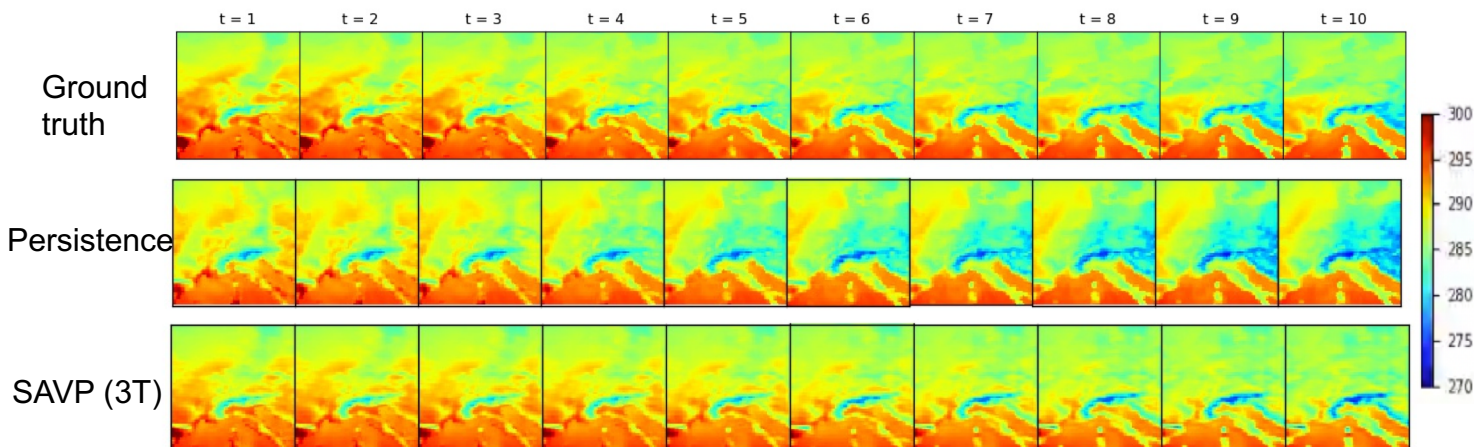 t = 1 t = 2 t = 3 t = 4 t = 5 t = 6 t = 7 t = 8 t = 9 t = 10
Ground
truth
Persistence
SAVP (3T)
300
295
290
285
280
275
270